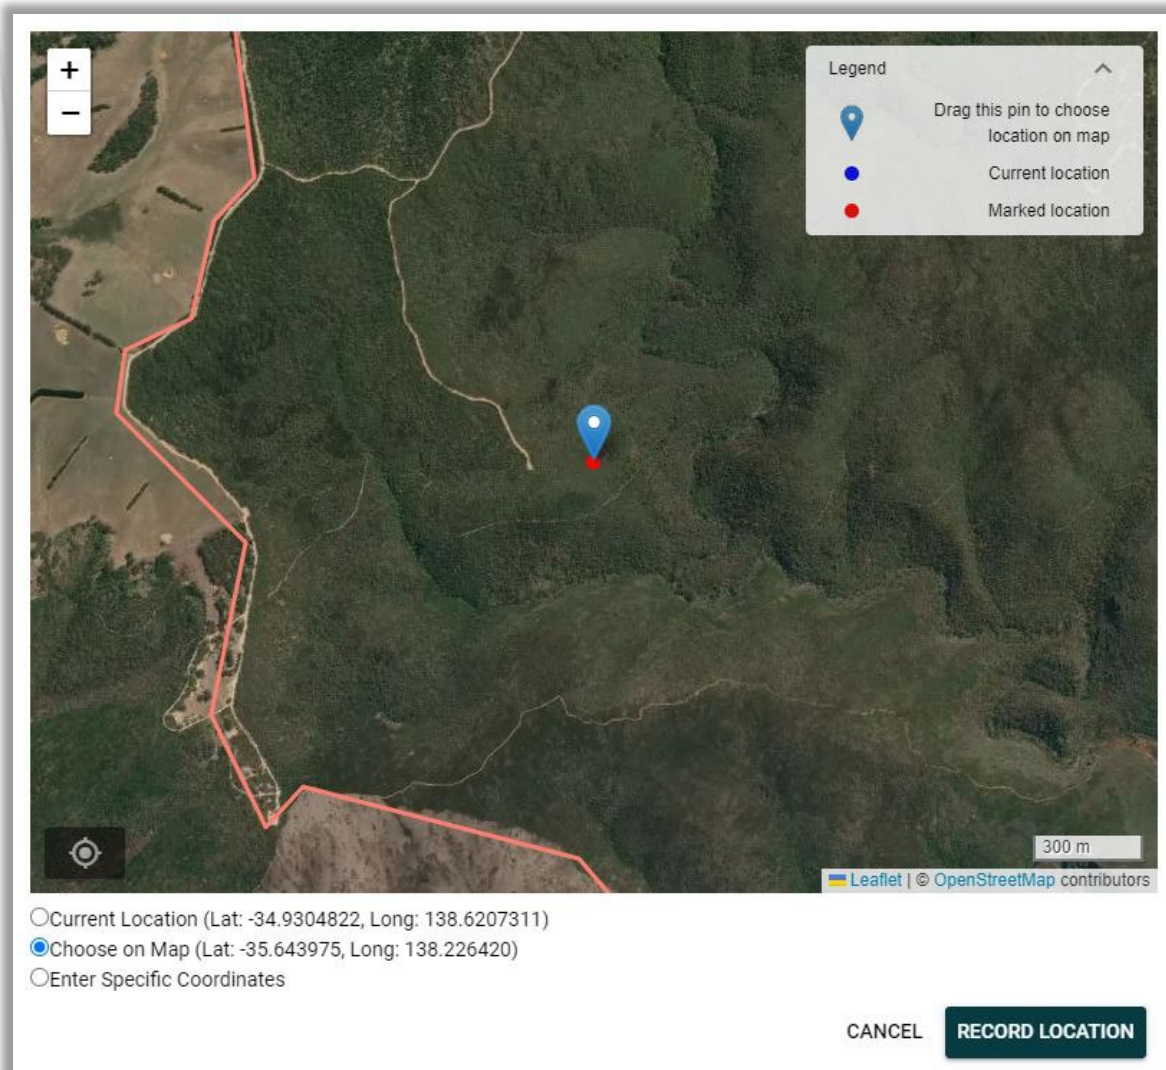 +
−
Legend
Drag this pin to choose
location on map
Current location
Marked location
300 m
Leaflet | © OpenStreetMap contributors
Current Location (Lat: -34.9304822, Long: 138.6207311)
Choose on Map (Lat: -35.643975, Long: 138.226420)
Enter Specific Coordinates
CANCEL RECORD LOCATION